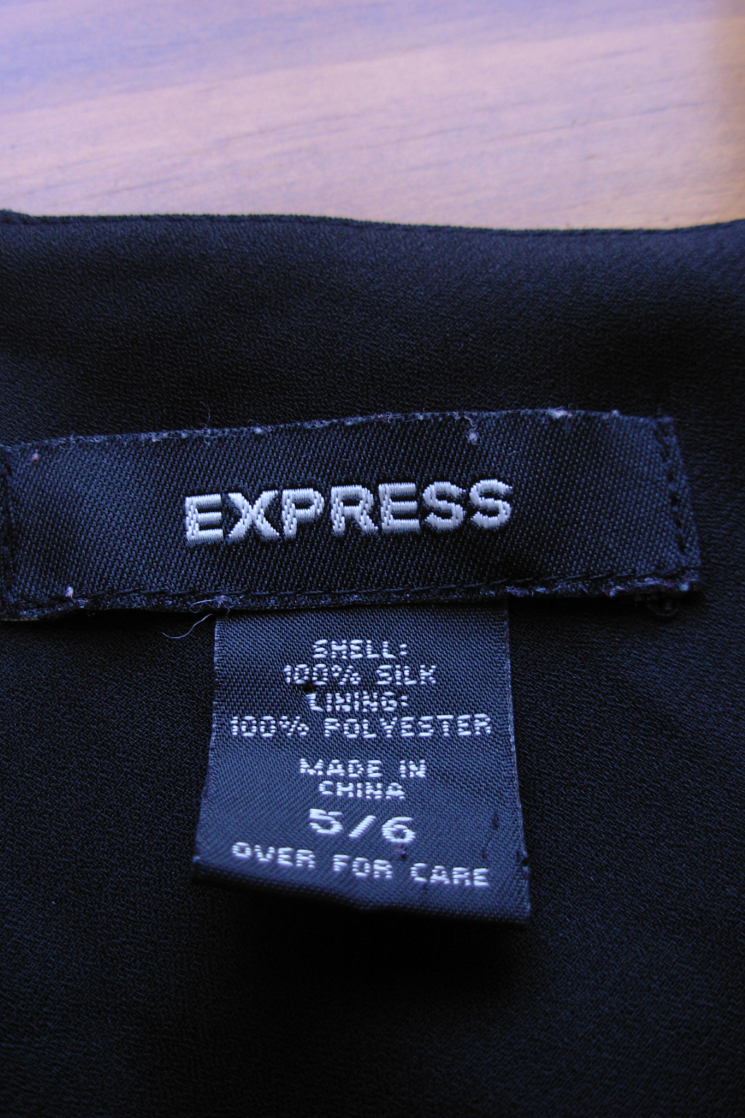 EXPRESS
SHELL:
100% SILK
LINING:
100% POLYESTER
MADE IN
CHINA
5/6
OVER FOR CARE